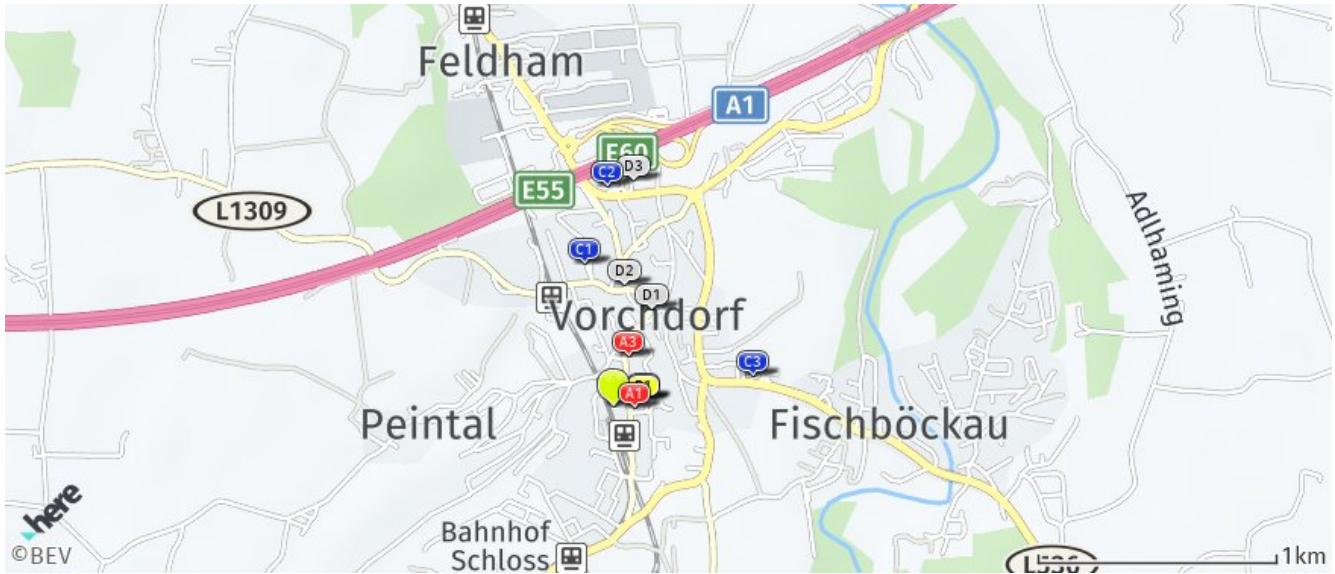 Feldham
A1
E60
D3
C2
E55
L1309
Adlhaming
C1
D2
D1
Vorchdorf
A3
C3
A1
Peintal
Fischböckau
here
Bahnhof
Schloss
©BEV
L536
1km